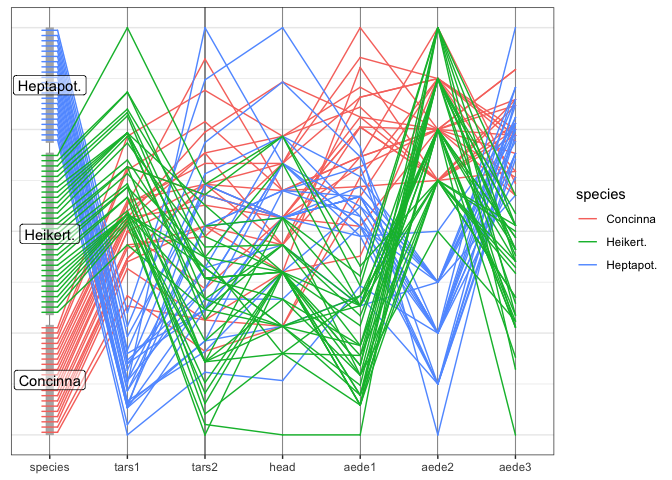 Heptapot.
Heikert.
Concinna
species
tars1
tars2
head
aede1
aede2
aede3
species
Concinna
Heikert.
Heptapot.